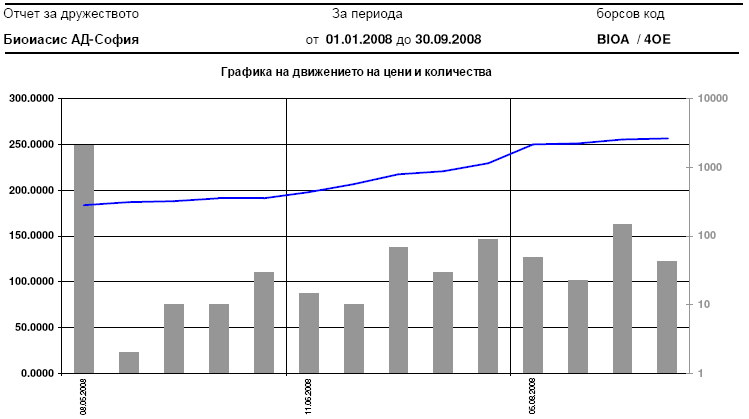 Отчет за дружеството За периода борсов код
Биоиасис АД-София от 01.01.2008 до 30.09.2008 BIOA / 4OE
Графика на движението на цени и количества
300.0000 10000
250.0000 1000
200.0000
150.0000 100
100.0000 10
50.0000
0.0000 1
08.05.2008 11.06.2008 05.08.2008